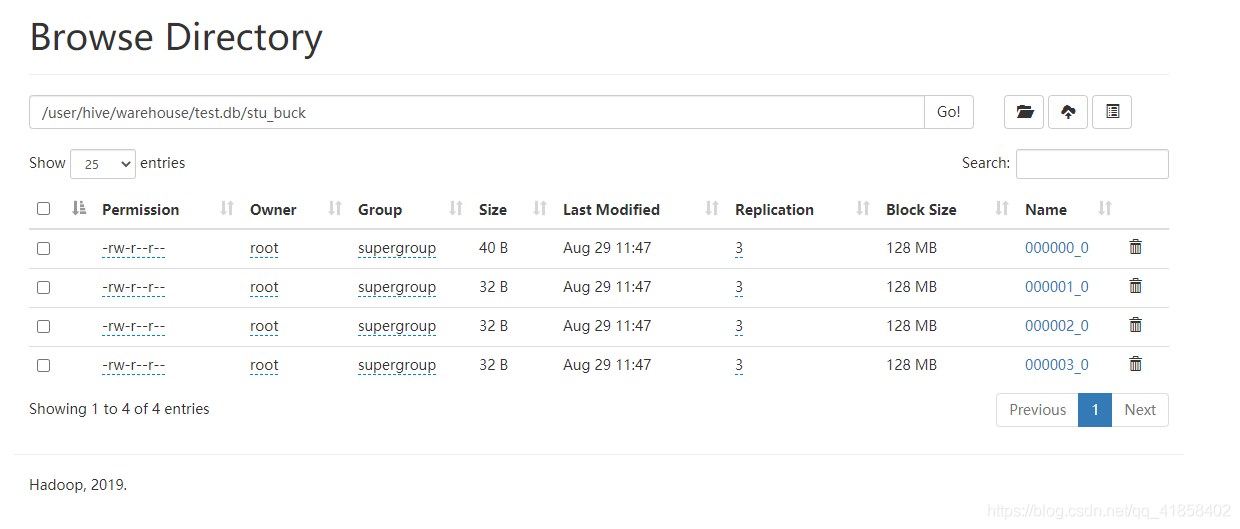 Browse Directory
/user/hive/warehouse/test.db/stu_buck Go!
Show 25 entries Search:
Permission Owner Group Size Last Modified Replication Block Size Name
-rw-r--r-- root supergroup 40 B Aug 29 11:47 3 128 MB 000000_0
-rw-r--r-- root supergroup 32 B Aug 29 11:47 3 128 MB 000001_0
-rw-r--r-- root supergroup 32 B Aug 29 11:47 3 128 MB 000002_0
-rw-r--r-- root supergroup 32 B Aug 29 11:47 3 128 MB 000003_0
Showing 1 to 4 of 4 entries Previous 1 Next
Hadoop, 2019.
https://blog.csdn.net/qq_41858402